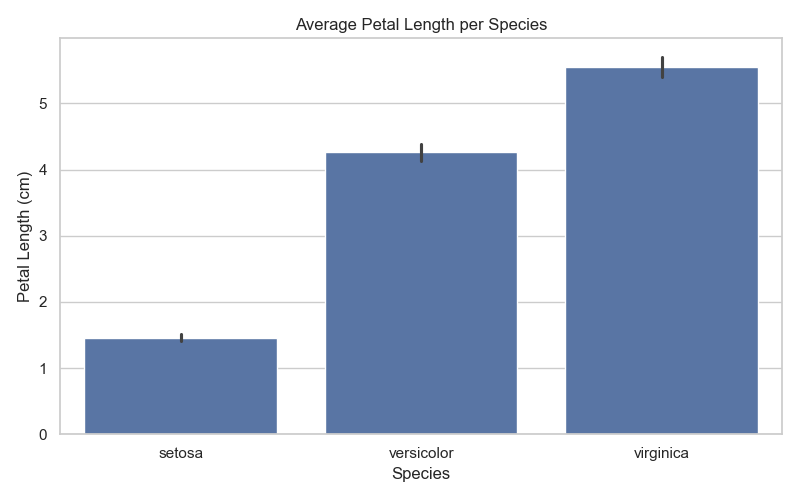 Average Petal Length per Species
Petal Length (cm)
5
4
3
2
1
0
setosa versicolor virginica
Species